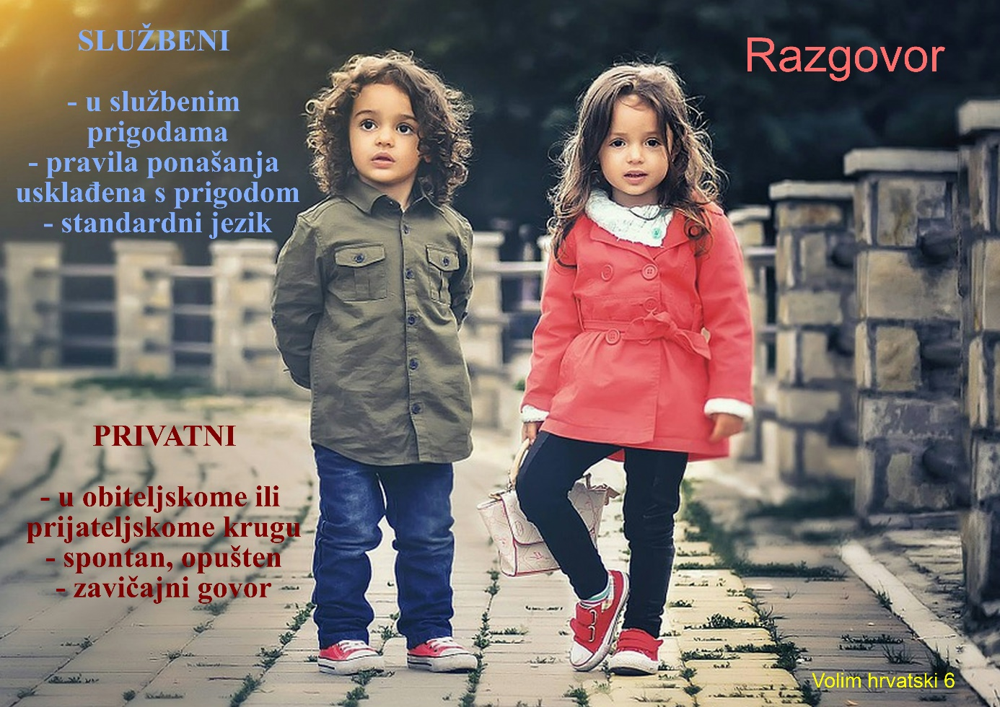 SLUŽBENI
- u službenim
prigodama
- pravila ponašanja
usklađena s prigodom
- standardni jezik
Razgovor
PRIVATNI
- u obiteljskome ili
prijateljskome krugu
- spontan, opušten
- zavičajni govor
Volim hrvatski 6